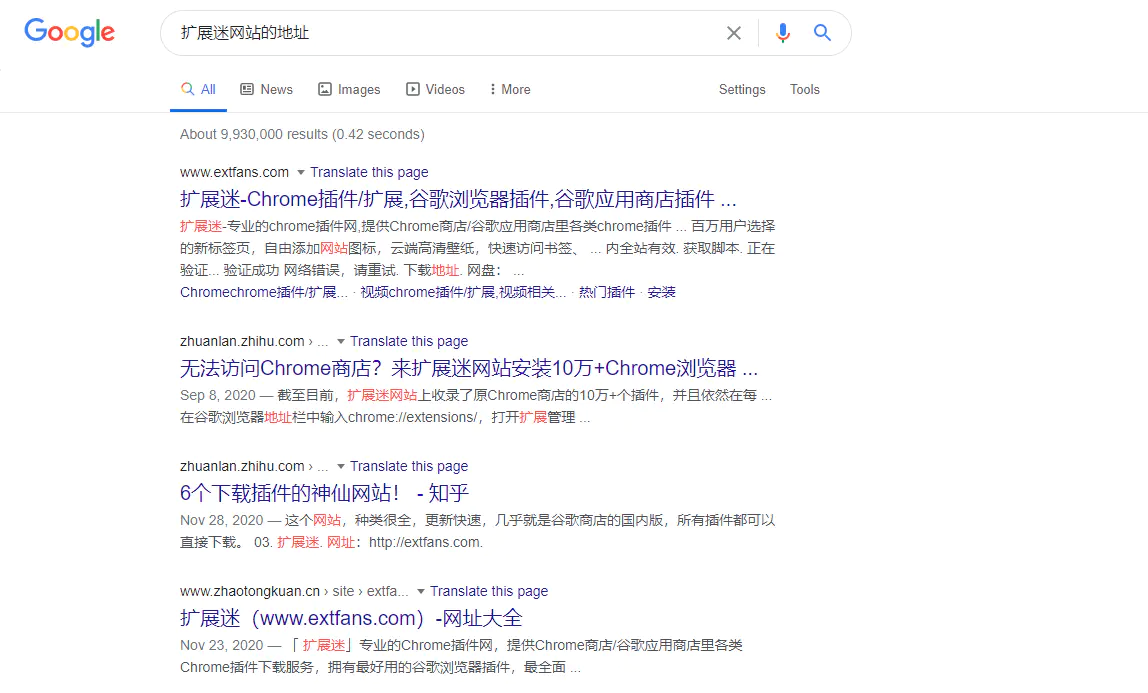 Google
扩展迷网站的地址
All News Images Videos More Settings Tools
About 9,930,000 results (0.42 seconds)
www.extfans.com Translate this page
扩展迷-Chrome插件/扩展,谷歌浏览器插件,谷歌应用商店插件 ...
扩展迷-专业的chrome插件网,提供Chrome商店/谷歌应用商店里各类chrome插件 ... 百万用户选择
的新标签页，自由添加网站图标，云端高清壁纸，快速访问书签、 ... 内全站有效. 获取脚本. 正在
验证... 验证成功 网络错误，请重试. 下载地址. 网盘： ...
Chromechrome插件/扩展... · 视频chrome插件/扩展,视频相关... · 热门插件 · 安装
zhuanlan.zhihu.com › ... Translate this page
无法访问Chrome商店？来扩展迷网站安装10万+Chrome浏览器 ...
Sep 8, 2020 — 截至目前，扩展迷网站上收录了原Chrome商店的10万+个插件，并且依然在每 ...
在谷歌浏览器地址栏中输入chrome://extensions/，打开扩展管理 ...
zhuanlan.zhihu.com › ... Translate this page
6个下载插件的神仙网站！ - 知乎
Nov 28, 2020 — 这个网站，种类很全，更新快速，几乎就是谷歌商店的国内版，所有插件都可以
直接下载。 03. 扩展迷. 网址：http://extfans.com.
www.zhaotongkuan.cn › site › extfa... Translate this page
扩展迷（www.extfans.com）-网址大全
Nov 23, 2020 — 「 扩展迷」专业的Chrome插件网，提供Chrome商店/谷歌应用商店里各类
Chrome插件下载服务，拥有最好用的谷歌浏览器插件，最全面 ...